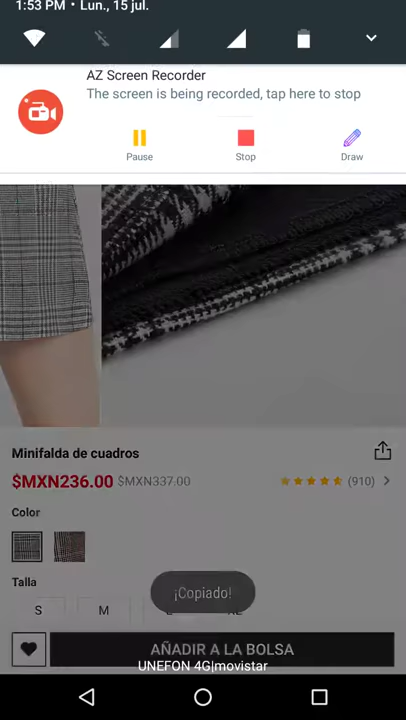 1:53 PM • Lun., 15 jul.
AZ Screen Recorder
The screen is being recorded, tap here to stop
Pause
Stop
Draw
Minifalda de cuadros
$MXN236.00 $MXN337.00
(910)
Color
Talla
¡Copiado!
S M L XL
AÑADIR A LA BOLSA
UNEFON 4G|movistar